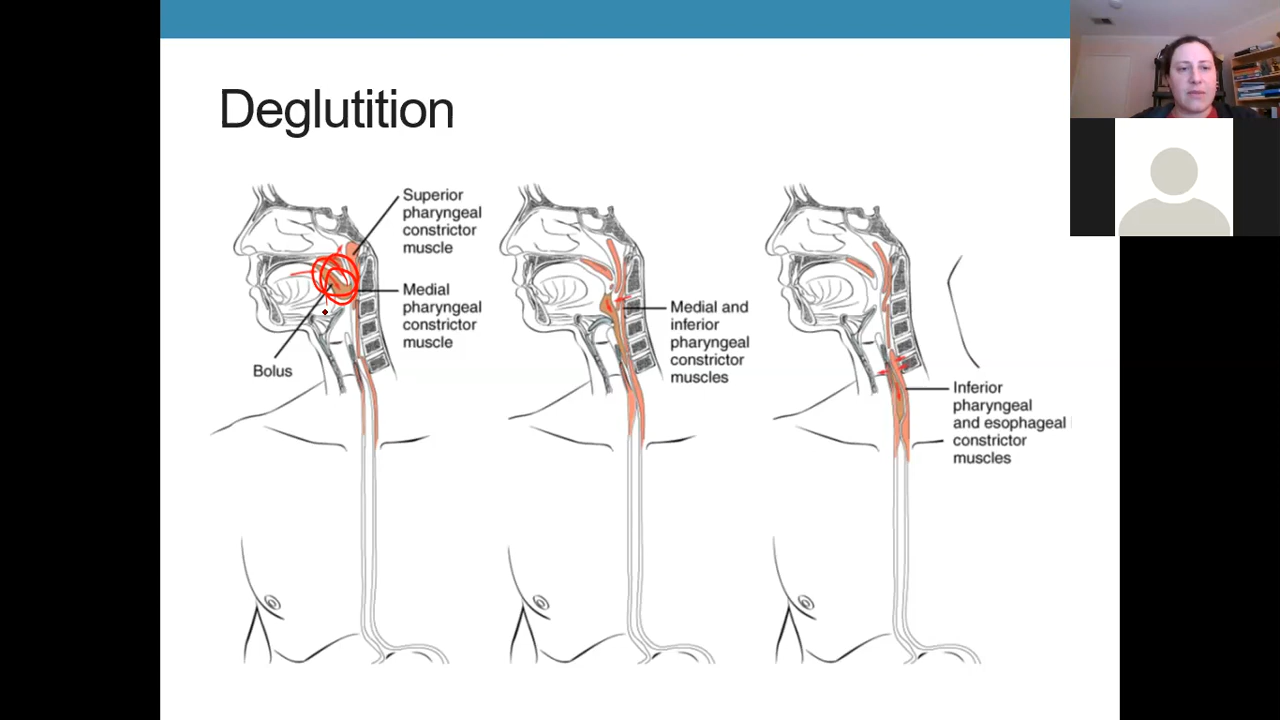 Deglutition
Superior
pharyngeal
constrictor
muscle
Medial
pharyngeal
constrictor
muscle
Bolus
Medial and
inferior
pharyngeal
constrictor
muscles
Inferior
pharyngeal
and esophageal
constrictor
muscles